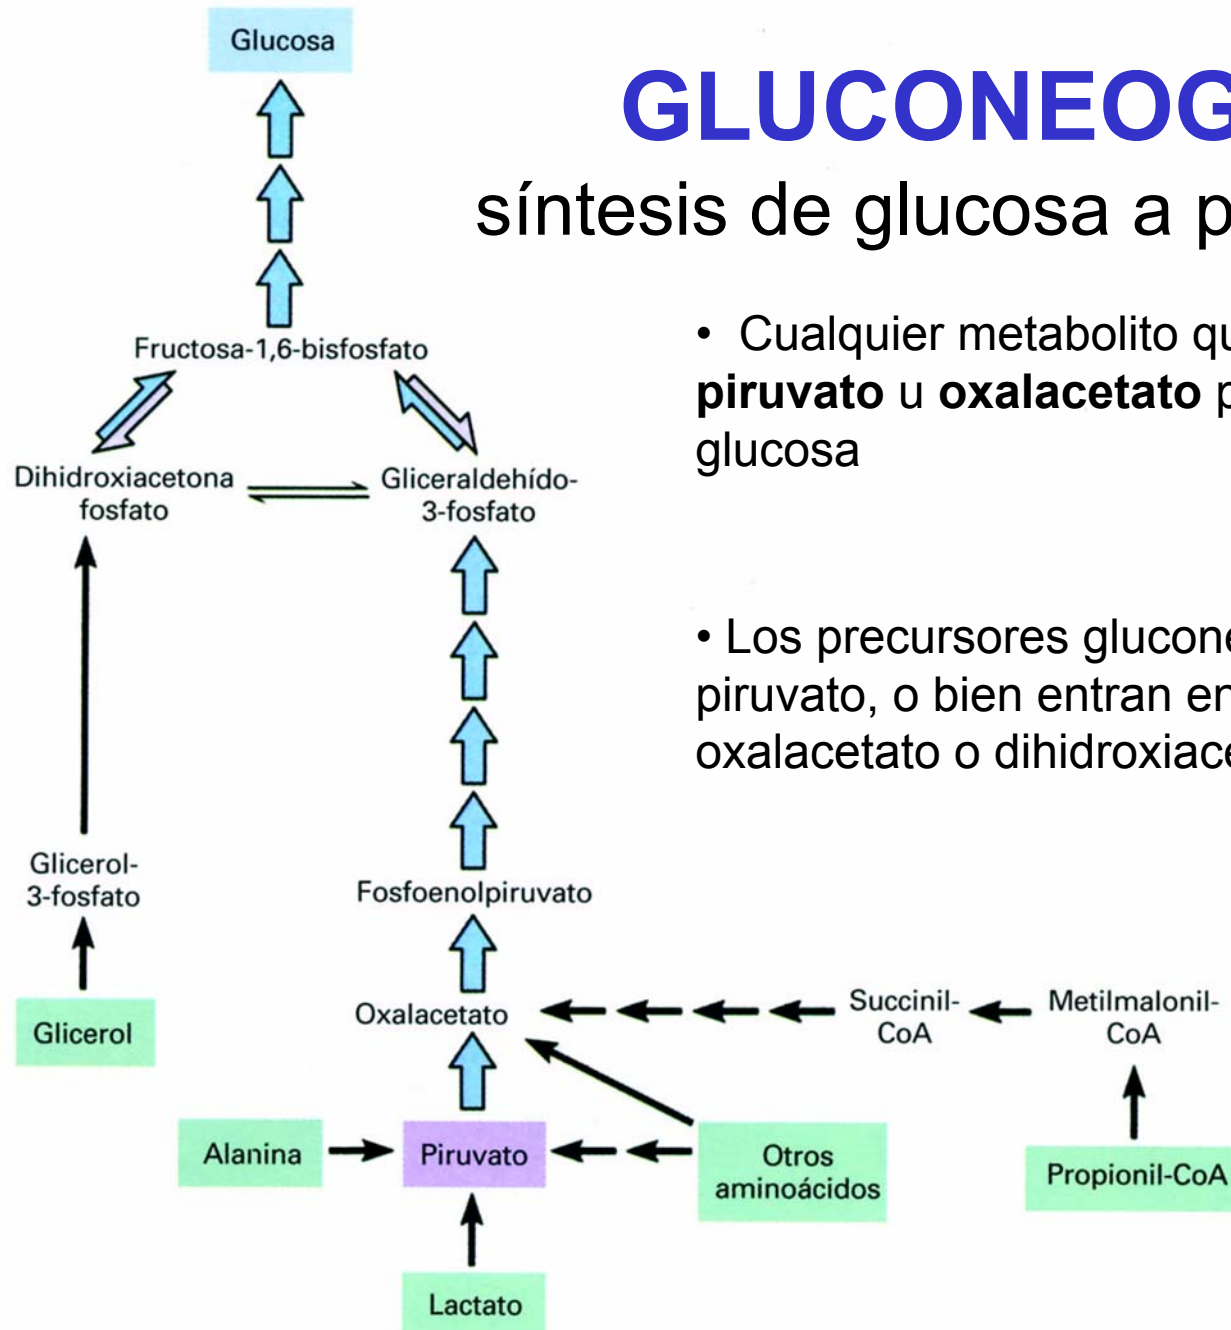 Glucosa
GLUCONEOG
síntesis de glucosa a p
Fructosa-1,6-bisfosfato
• Cualquier metabolito qu
piruvato u oxalacetato p
glucosa
Dihidroxiacetona
fosfato
Gliceraldehído-
3-fosfato
• Los precursores glucone
piruvato, o bien entran en
oxalacetato o dihidroxiace
Glicerol-
3-fosfato
Fosfoenolpiruvato
Glicerol
Oxalacetato
Succinil-
CoA
Metilmalonil-
CoA
Alanina
Piruvato
Otros
aminoácidos
Propionil-CoA
Lactato